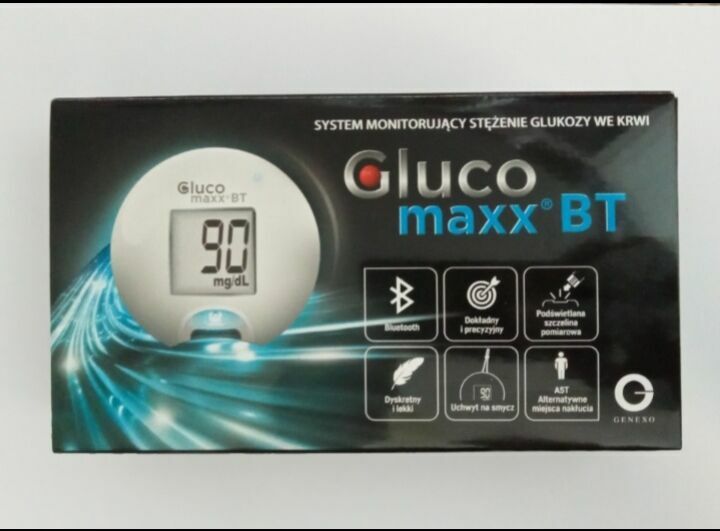 SYSTEM MONITORUJĄCY STĘŻENIE GLUKOZY WE KRWI
Gluco
maxx® BT
Gluco
maxx® BT
90
mg/dL
Bluetooth
Dokładny
i precyzyjny
Podświetlana
szczelina
pomiarowa
Dyskretny
i lekki
90
Uchwyt na smycz
AST
Alternatywne
miejsca nakłucia
GENEXO